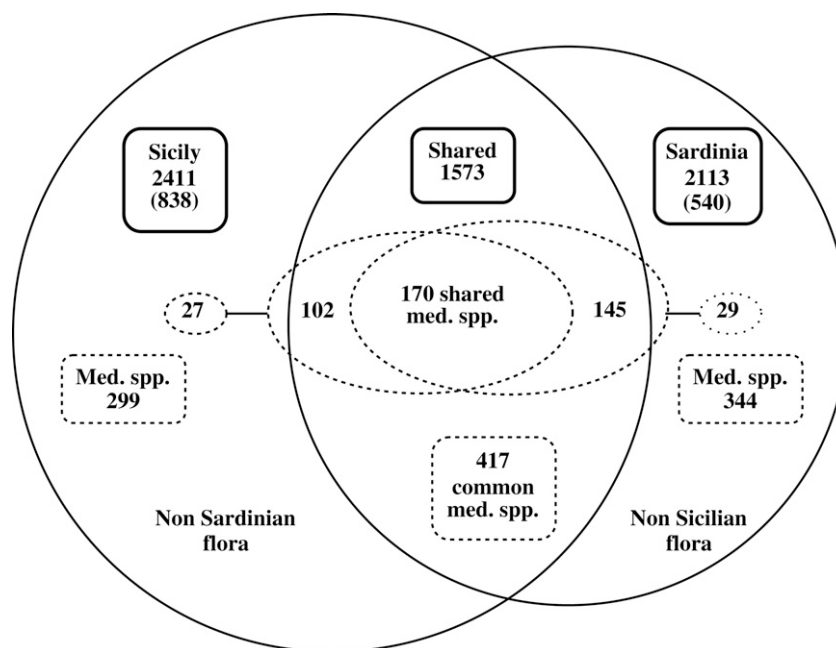 Sicily
2411
(838)
Shared
1573
Sardinia
2113
(540)
27
102
170 shared
med. spp.
145
29
Med. spp.
299
Med. spp.
344
417
common
med. spp.
Non Sardinian
flora
Non Sicilian
flora